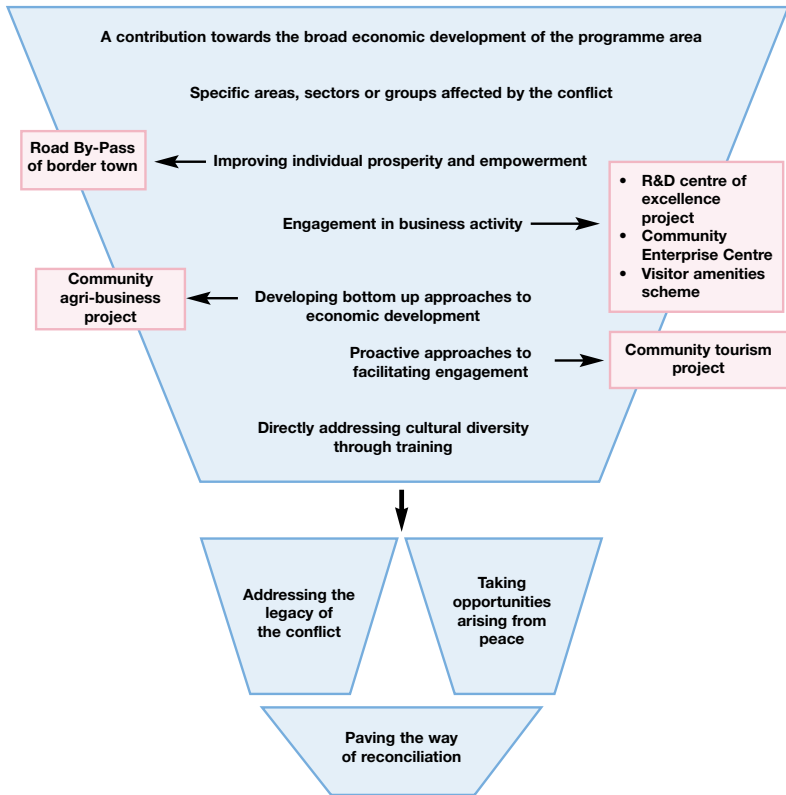 A contribution towards the broad economic development of the programme area
Specific areas, sectors or groups affected by the conflict
Road By-Pass
of border town
Improving individual prosperity and empowerment
Engagement in business activity
• R&D centre of
excellence
project
• Community
Enterprise Centre
• Visitor amenities
scheme
Community
agri-business
project
Developing bottom up approaches to
economic development
Proactive approaches to
facilitating engagement
Community tourism
project
Directly addressing cultural diversity
through training
Addressing the
legacy of
the conflict
Taking
opportunities
arising from
peace
Paving the way
of reconciliation